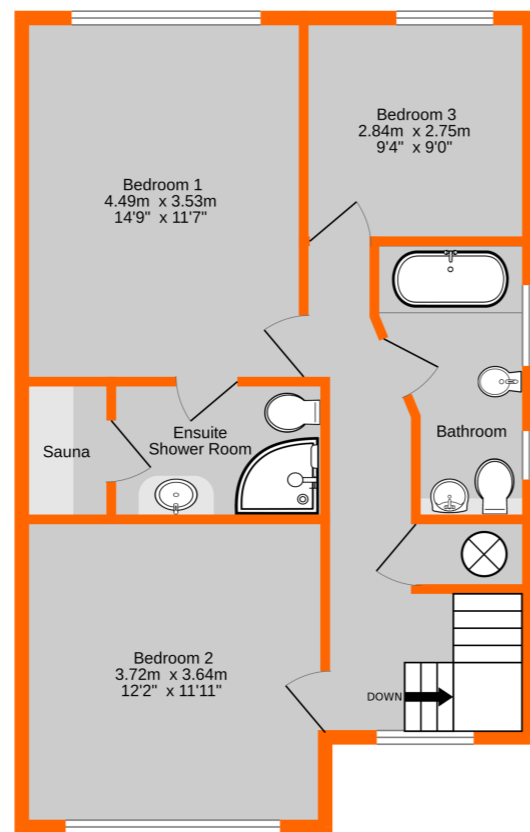 Bedroom 3
2.84m x 2.75m
9'4" x 9'0"
Bedroom 1
4.49m x 3.53m
14'9" x 11'7"
Ensuite
Shower Room
Sauna
Bathroom
Bedroom 2
3.72m x 3.64m
12'2" x 11'11"
DOWN